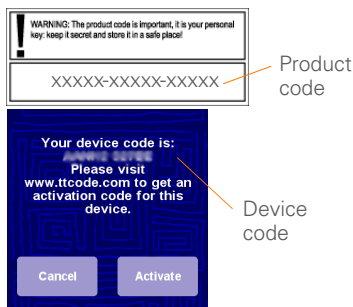 WARNING: The product code is important, it is your personal
key: keep it secret and store it in a safe place!
XXXXX-XXXXX-XXXXX
Product
code
Your device code is:
Please visit
www.ttcode.com to get an
activation code for this
device.
Device
code
Cancel
Activate